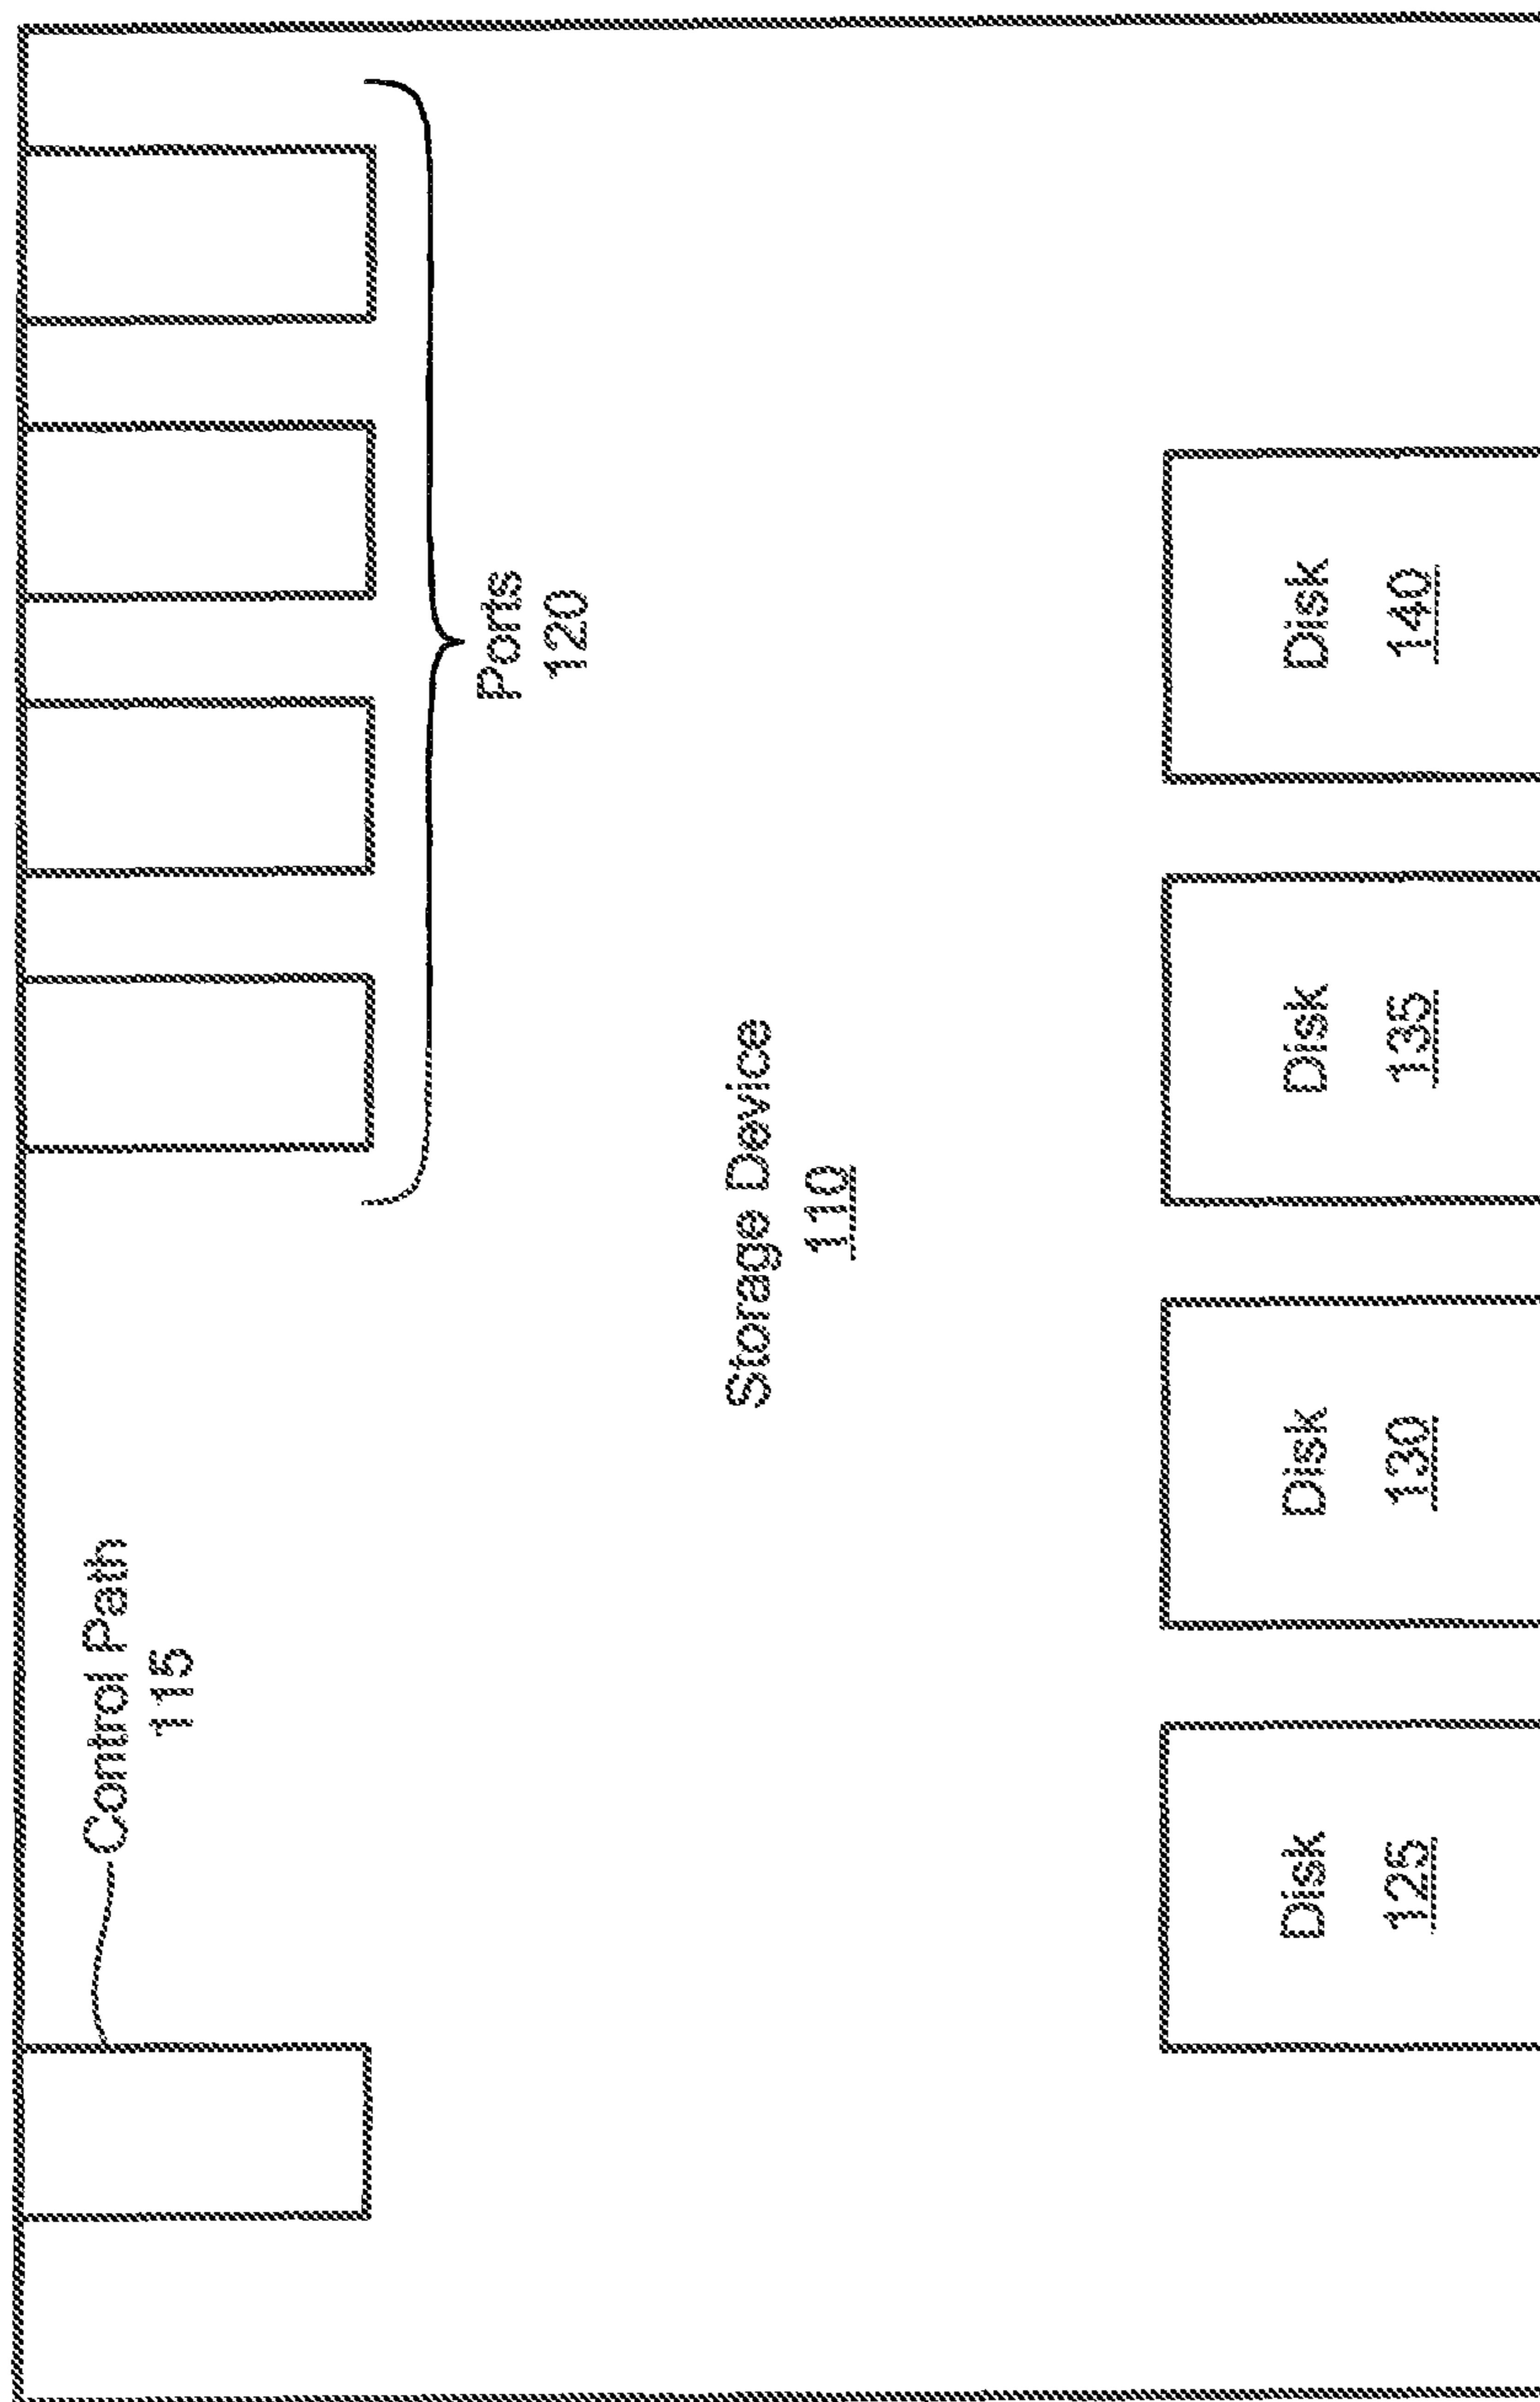 Control Path
115
Ports
120
Storage Device
110
Disk
125
Disk
130
Disk
135
Disk
140